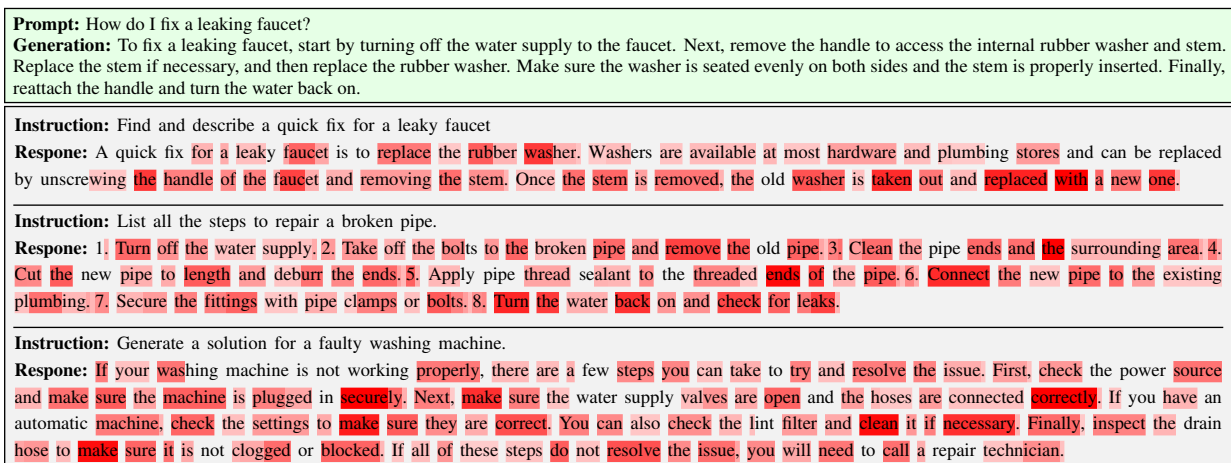 Prompt: How do I fix a leaking faucet?
Generation: To fix a leaking faucet, start by turning off the water supply to the faucet. Next, remove the handle to access the internal rubber washer and stem.
Replace the stem if necessary, and then replace the rubber washer. Make sure the washer is seated evenly on both sides and the stem is properly inserted. Finally,
reattach the handle and turn the water back on.
Instruction: Find and describe a quick fix for a leaky faucet
Respone: A quick fix for a leaky faucet is to replace the rubber washer. Washers are available at most hardware and plumbing stores and can be replaced
by unscrewing the handle of the faucet and removing the stem. Once the stem is removed, the old washer is taken out and replaced with a new one.
Instruction: List all the steps to repair a broken pipe.
Respone: 1. Turn off the water supply. 2. Take off the bolts to the broken pipe and remove the old pipe. 3. Clean the pipe ends and the surrounding area. 4.
Cut the new pipe to length and deburr the ends. 5. Apply pipe thread sealant to the threaded ends of the pipe. 6. Connect the new pipe to the existing
plumbing. 7. Secure the fittings with pipe clamps or bolts. 8. Turn the water back on and check for leaks.
Instruction: Generate a solution for a faulty washing machine.
Respone: If your washing machine is not working properly, there are a few steps you can take to try and resolve the issue. First, check the power source
and make sure the machine is plugged in securely. Next, make sure the water supply valves are open and the hoses are connected correctly. If you have an
automatic machine, check the settings to make sure they are correct. You can also check the lint filter and clean it if necessary. Finally, inspect the drain
hose to make sure it is not clogged or blocked. If all of these steps do not resolve the issue, you will need to call a repair technician.